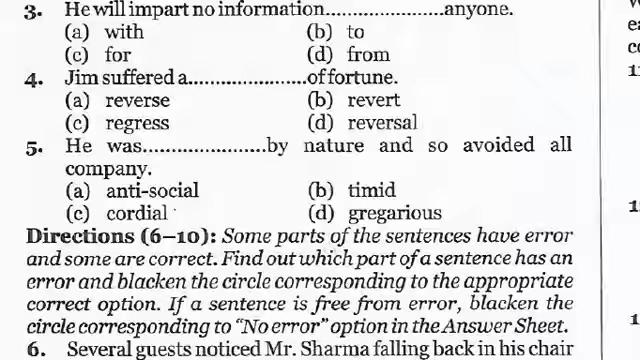 3. He will impart no information....................anyone.
(a) with (b) to
(c) for (d) from
4. Jim suffered a.....................of fortune.
(a) reverse (b) revert
(c) regress (d) reversal
5. He was......................by nature and so avoided all
company.
(a) anti-social (b) timid
(c) cordial (d) gregarious
Directions (6–10): Some parts of the sentences have error
and some are correct. Find out which part of a sentence has an
error and blacken the circle corresponding to the appropriate
correct option. If a sentence is free from error, blacken the
circle corresponding to “No error” option in the Answer Sheet.
6. Several guests noticed Mr. Sharma falling back in his chair